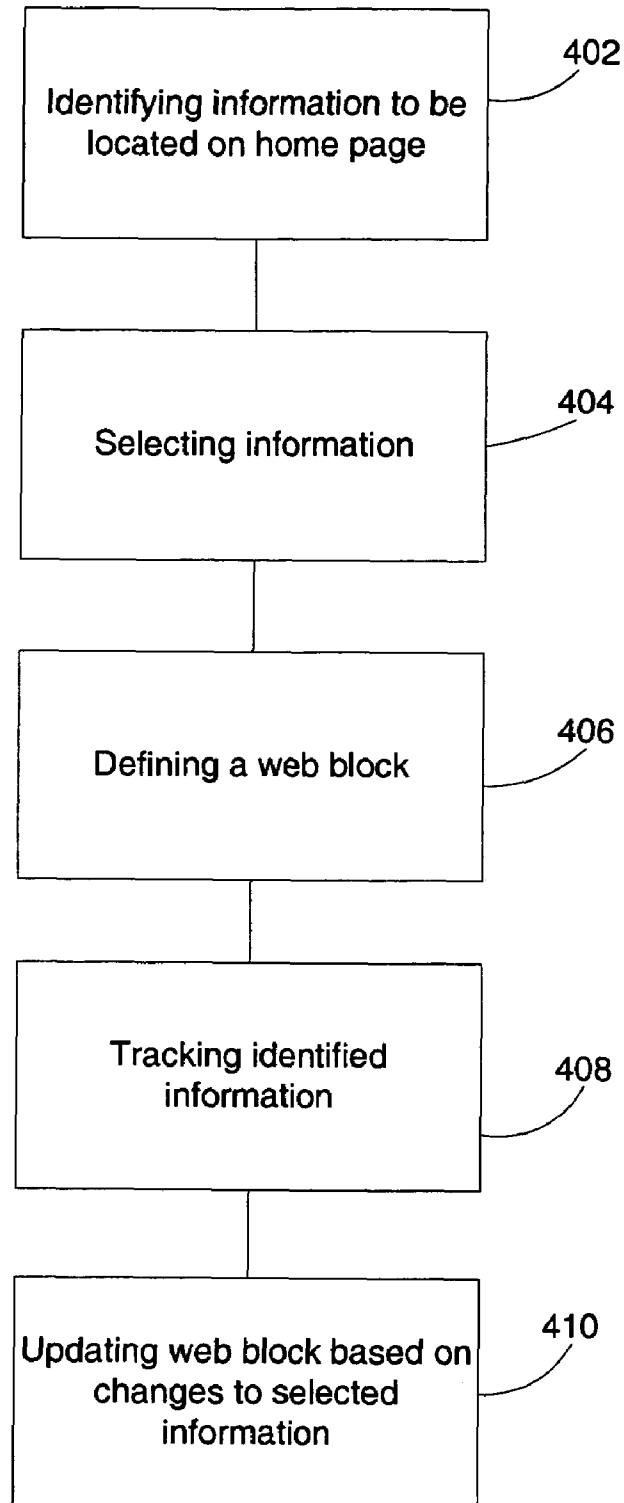 402
Identifying information to be
located on home page
404
Selecting information
406
Defining a web block
408
Tracking identified
information
410
Updating web block based on
changes to selected
information